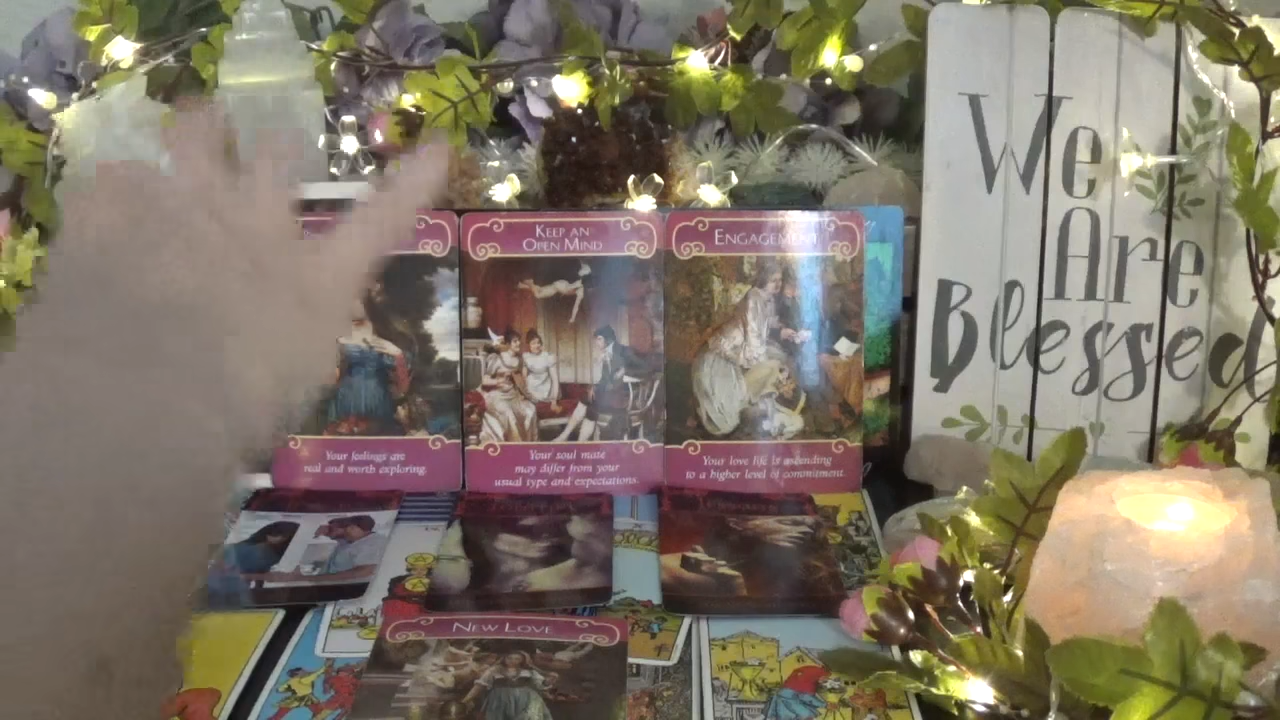 KEEP AN
OPEN MIND
ENGAGEMENT
Your feelings are
real and worth exploring.
Your soul mate
may differ from your
usual type and expectations.
Your love life is ascending
to a higher level of commitment.
NEW LOVE
We
Are
Blessed